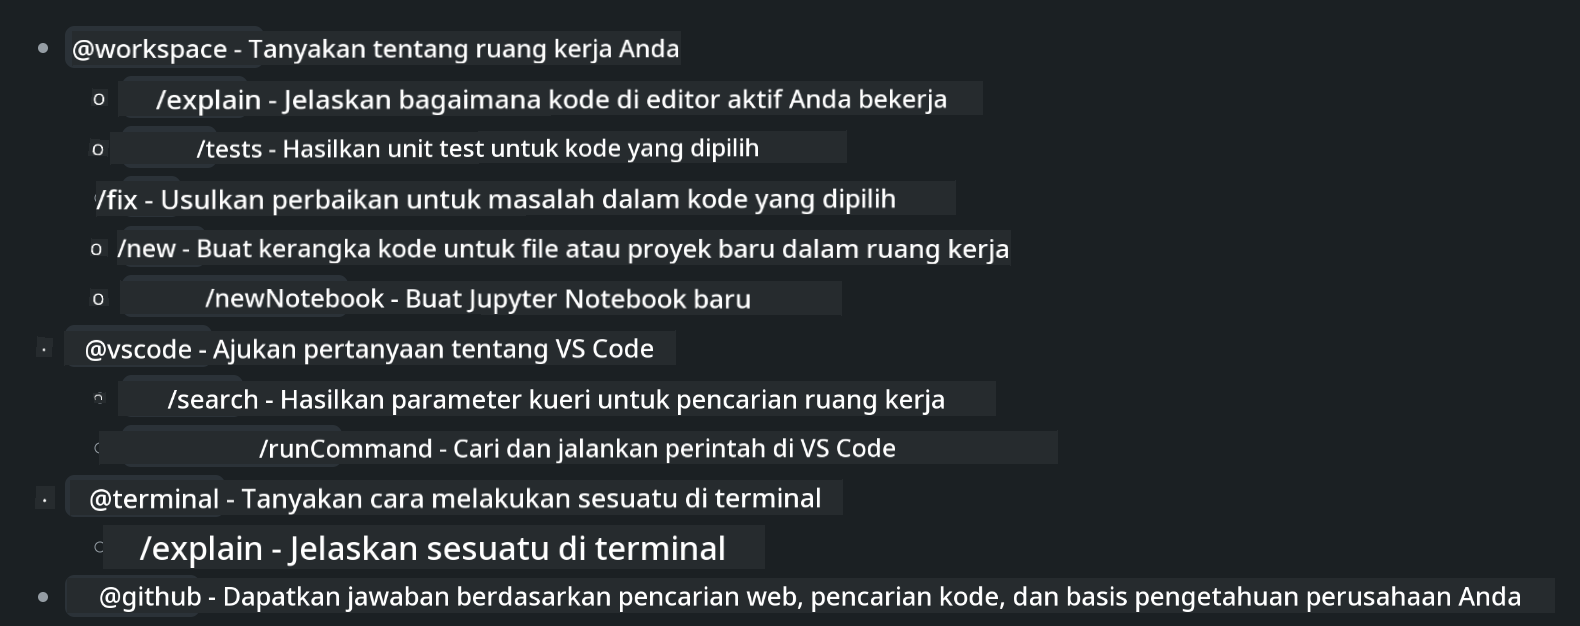 @workspace - Tanyakan tentang ruang kerja Anda
/explain - Jelaskan bagaimana kode di editor aktif Anda bekerja
/tests - Hasilkan unit test untuk kode yang dipilih
/fix - Usulkan perbaikan untuk masalah dalam kode yang dipilih
/new - Buat kerangka kode untuk file atau proyek baru dalam ruang kerja
/newNotebook - Buat Jupyter Notebook baru
@vscode - Ajukan pertanyaan tentang VS Code
/search - Hasilkan parameter kueri untuk pencarian ruang kerja
/runCommand - Cari dan jalankan perintah di VS Code
@terminal - Tanyakan cara melakukan sesuatu di terminal
/explain - Jelaskan sesuatu di terminal
@github - Dapatkan jawaban berdasarkan pencarian web, pencarian kode, dan basis pengetahuan perusahaan Anda